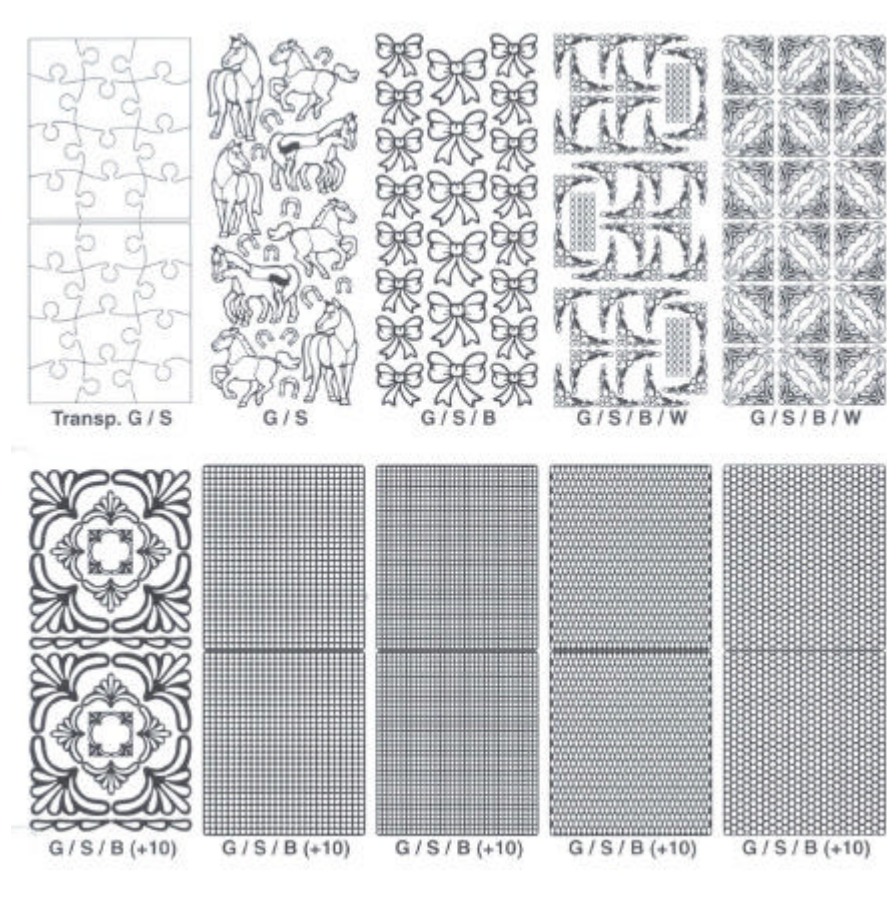 Transp. G / S
G / S
G / S / B
G / S / B / W
G / S / B / W
G / S / B (+10)
G / S / B (+10)
G / S / B (+10)
G / S / B (+10)
G / S / B (+10)